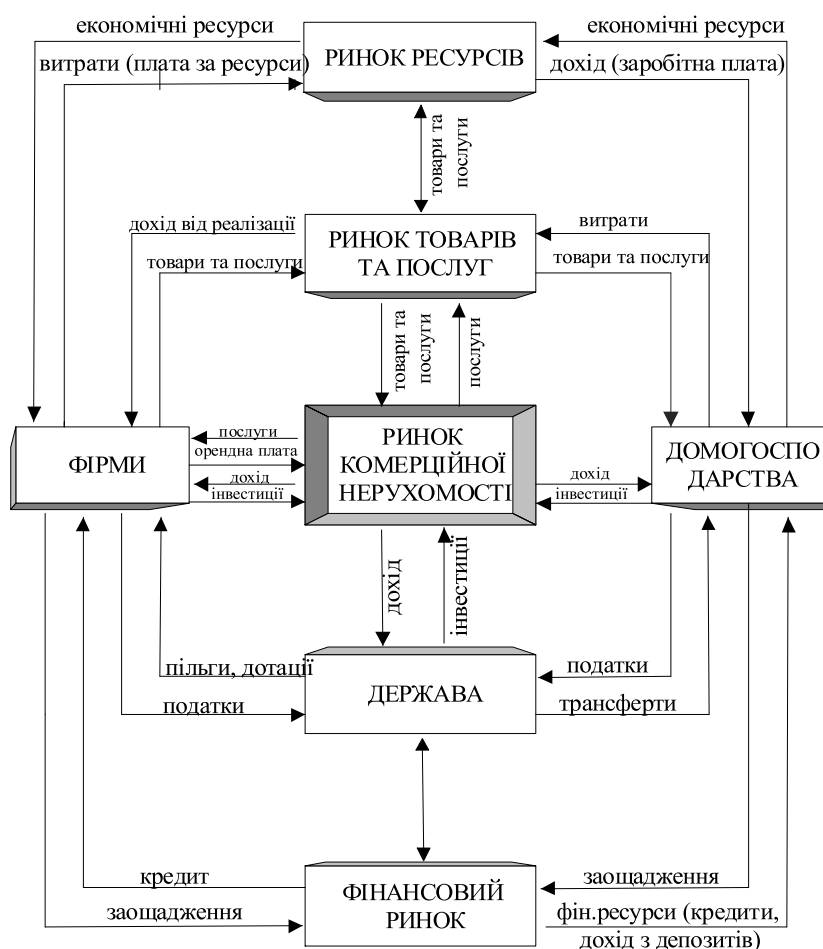 економічні ресурси
економічні ресурси
витрати (плата за ресурси)
РИНОК РЕСУРСІВ
дохід (заробітна плата)
товари та
послуги
дохід від реалізації
товари та послуги
РИНОК ТОВАРІВ
ТА ПОСЛУГ
витрати
товари та послуги
товари та
послуги
послуги
ФІРМИ
послуги
орендна плата
дохід
інвестиції
РИНОК
КОМЕРЦІЙНОЇ
НЕРУХОМОСТІ
дохід
інвестиції
ДОМОГОСПО
ДАРСТВА
дохід
інвестиції
пільги, дотації
податки
ДЕРЖАВА
податки
трансферти
кредит
заощадження
ФІНАНСОВИЙ
РИНОК
заощадження
фін.ресурси (кредити,
дохід з депозитів)